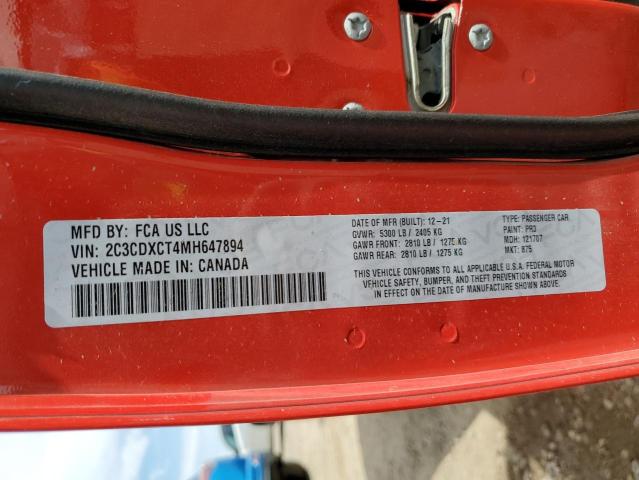 MFD BY: FCA US LLC
VIN: 2C3CDXCT4MH647894
VEHICLE MADE IN: CANADA
DATE OF MFR (BUILT): 12-21
GVWR: 5300 LB / 2405 KG
GAWR FRONT: 2810 LB / 1275 KG
GAWR REAR: 2810 LB / 1275 KG
TYPE: PASSENGER CAR
PAINT: PR3
MDH: 121707
MKT: 875
THIS VEHICLE CONFORMS TO ALL APPLICABLE U.S.A. FEDERAL MOTOR
VEHICLE SAFETY, BUMPER, AND THEFT PREVENTION STANDARDS
IN EFFECT ON THE DATE OF MANUFACTURE SHOWN ABOVE.